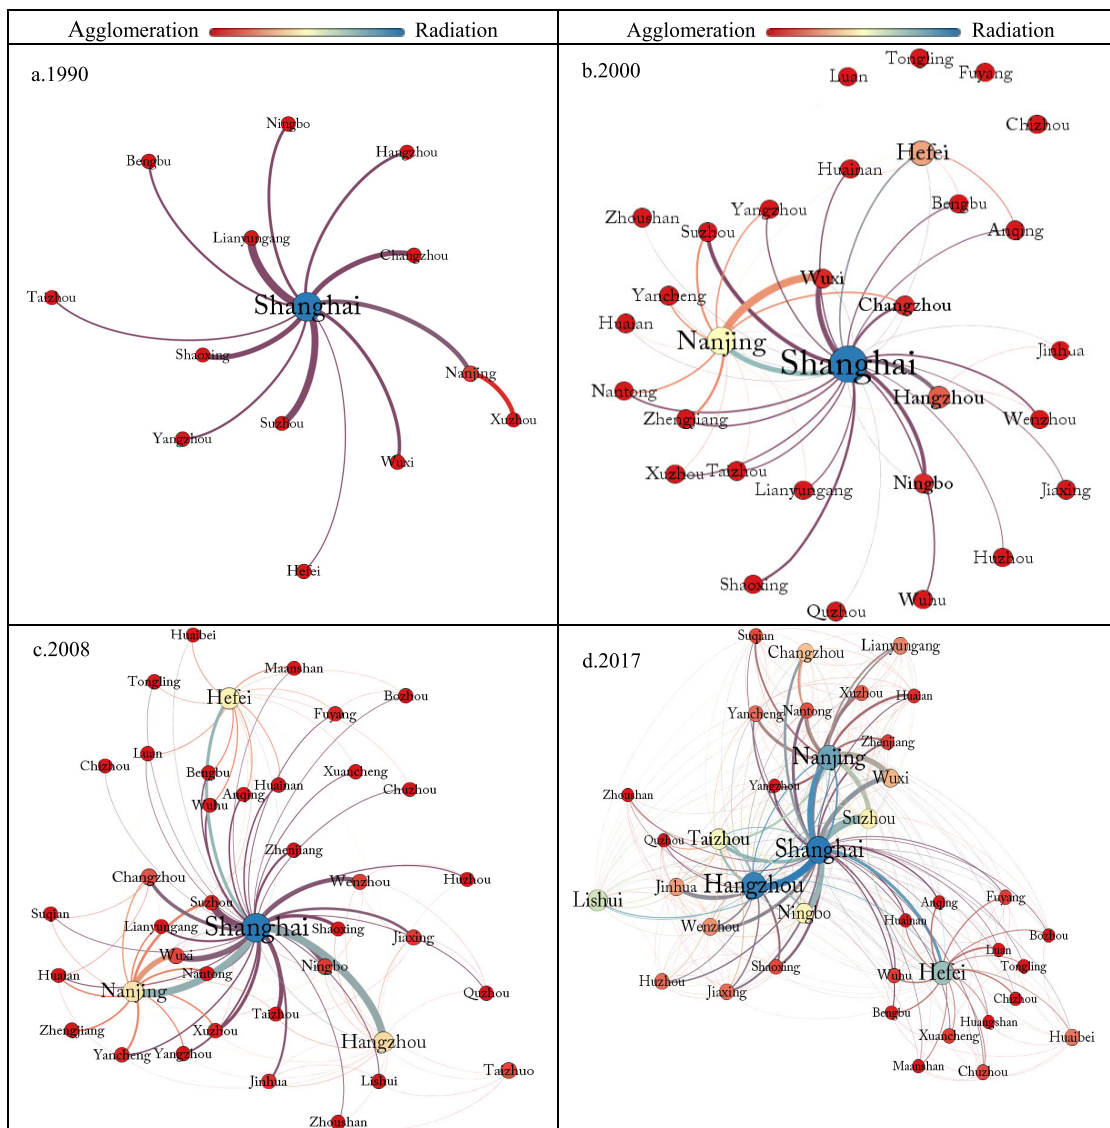 Agglomeration Radiation
a.1990
Ningbo
Hangzhou
Bengbu
Lianyungang
Changzhou
Taizhou
Shanghai
Shaoxing
Nanjing
Xuzhou
Suzhou
Yangzhou
Wuxi
Hefei
Agglomeration Radiation
b.2000
Tongling
Luan
Fuyang
Chizhou
Hefei
Huainan
Bengbu
Zhoushan
Yangzhou
Suzhou
Anqing
Wuxi
Yancheng
Changzhou
Huaian
Nanjing
Jinhua
Shanghai
Nantong
Hangzhou
Zhengjiang
Wenzhou
Xuzhou
Taizhou
Lianyungang
Ningbo
Jiaxing
Huzhou
Shaoxing
Wuhu
Quzhou
c.2008
Huaibei
Maanshan
Tongling
Hefei
Bozhou
Fuyang
Luan
Chizhou
Bengbu
Xuancheng
Huainan
Anqing
Chuzhou
Wuhu
Zhenjiang
Changzhou
Wenzhou
Huzhou
Suzhou
Suqian
Lianyungang
Shanghai
Shaoxing
Jiaxing
Wuxi
Ningbo
Huaian
Nantong
Nanjing
Quzhou
Taizhou
Zhengjiang
Xuzhou
Hangzhou
Yancheng
Yangzhou
Taizhuo
Jinhua
Lishui
Zhoushan
d.2017
Suqian
Lianyungang
Changzhou
Xuzhou
Huaian
Yancheng
Nantong
Zhenjiang
Nanjing
Wuxi
Yangzhou
Zhoushan
Suzhou
Quzhou
Taizhou
Shanghai
Jinhua
Hangzhou
Lishui
Ningbo
Wenzhou
Anqing
Fuyang
Huainan
Bozhou
Luan
Shaoxing
Tongling
Wuhu
Hefei
Huzhou
Jiaxing
Chizhou
Bengbu
Huangshan
Xuancheng
Huaibei
Maanshan
Chuzhou